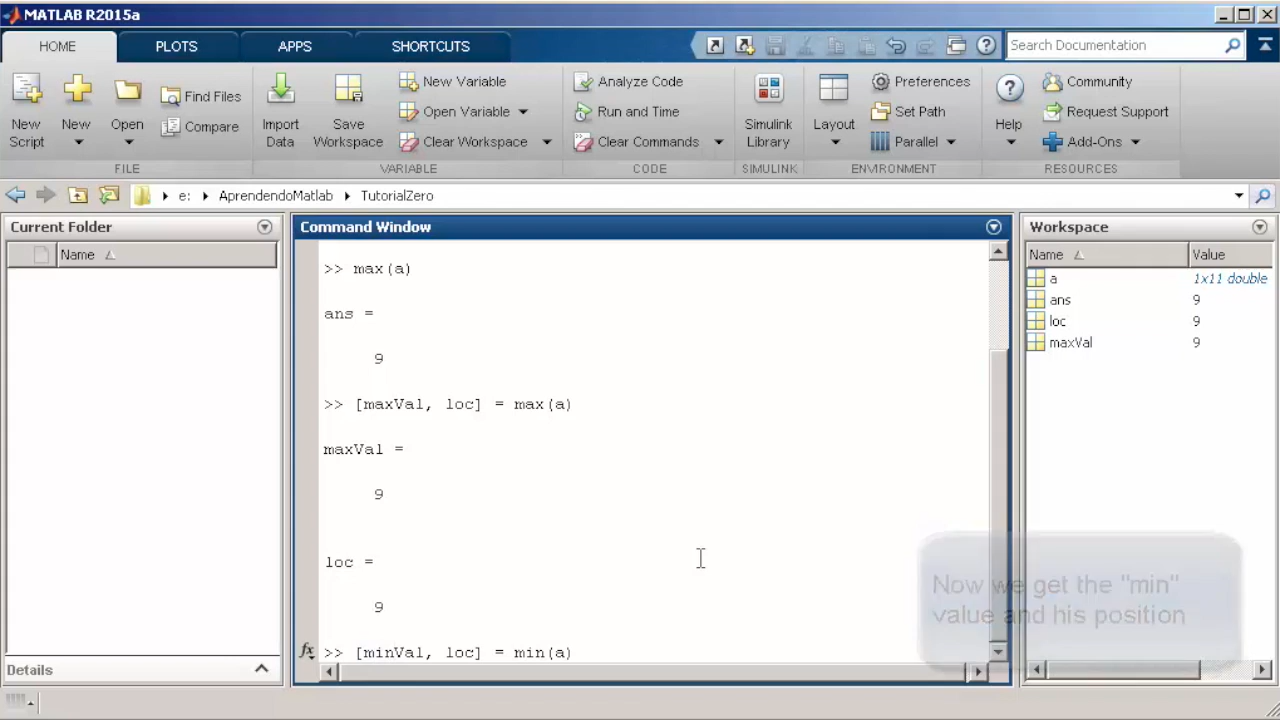 MATLAB R2015a
HOME PLOTS APPS SHORTCUTS Search Documentation
New Script
New
Open
Find Files
Compare
FILE
Import Data
Save Workspace
New Variable
Open Variable
Clear Workspace
VARIABLE
Analyze Code
Run and Time
Clear Commands
CODE
Simulink Library
SIMULINK
Layout
Preferences
Set Path
Parallel
ENVIRONMENT
Help
Community
Request Support
Add-Ons
RESOURCES
e: AprendendoMatlab TutorialZero
Current Folder
Name
Details
Command Window
>> max(a)
ans =
9
>> [maxVal, loc] = max(a)
maxVal =
9
loc =
9
fx >> [minVal, loc] = min(a)
Workspace
Name Value
a 1x11 double
ans 9
loc 9
maxVal 9
Now we get the "min"
value and his position